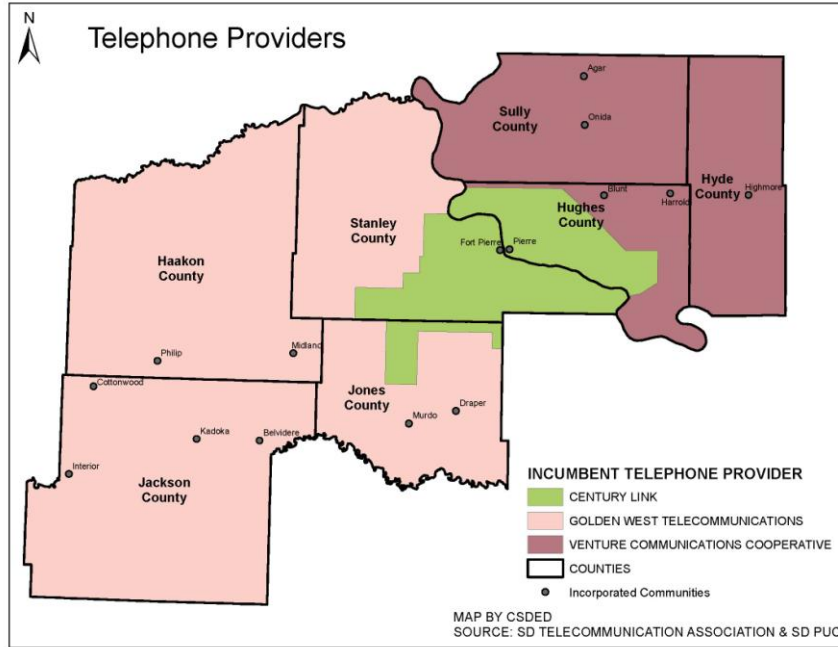 N
Telephone Providers
Agar
Onida
Sully
County
Hyde
County
Highmore
Blunt
Harrold
Hughes
County
Stanley
County
Fort Pierre
Pierre
Haakon
County
Philip
Midland
Cottonwood
Jones
County
Murdo
Draper
Kadoka
Belvidere
Interior
Jackson
County
INCUMBENT TELEPHONE PROVIDER
CENTURY LINK
GOLDEN WEST TELECOMMUNICATIONS
VENTURE COMMUNICATIONS COOPERATIVE
COUNTIES
Incorporated Communities
MAP BY CSDED
SOURCE: SD TELECOMMUNICATION ASSOCIATION & SD PUC